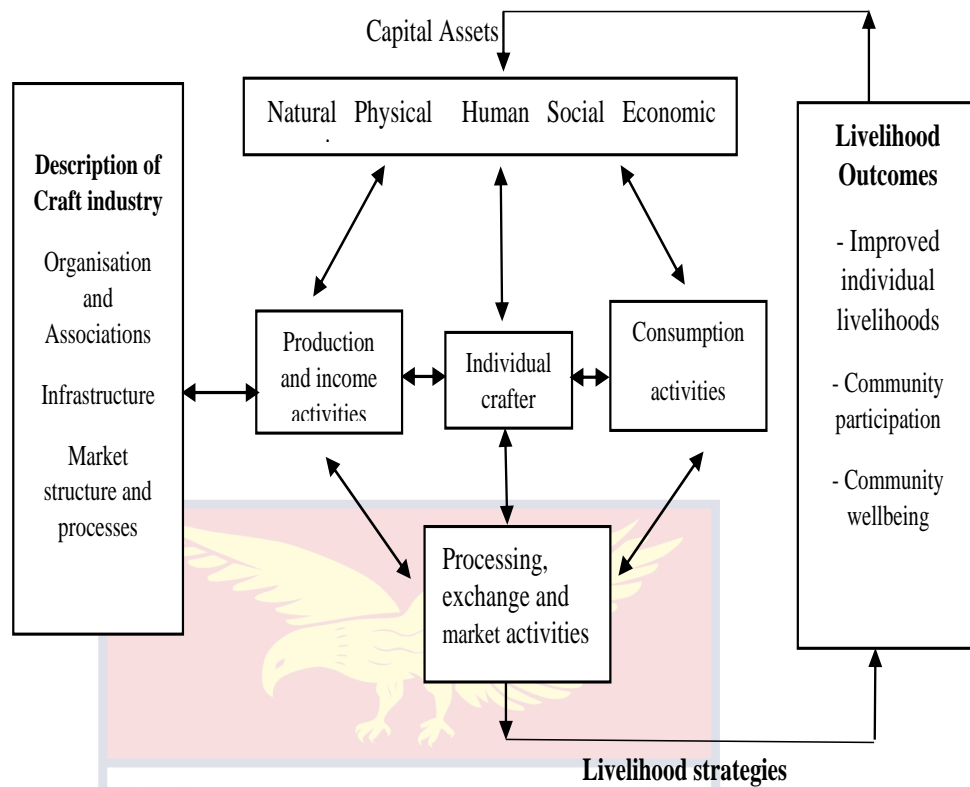 Capital Assets
Natural Physical Human Social Economic
.
Description of
Craft industry
Organisation
and
Associations
Infrastructure
Market
structure and
processes
Production
and income
activities
Individual
crafter
Consumption
activities
Processing,
exchange and
market activities
Livelihood
Outcomes
- Improved
individual
livelihoods
- Community
participation
- Community
wellbeing
Livelihood strategies